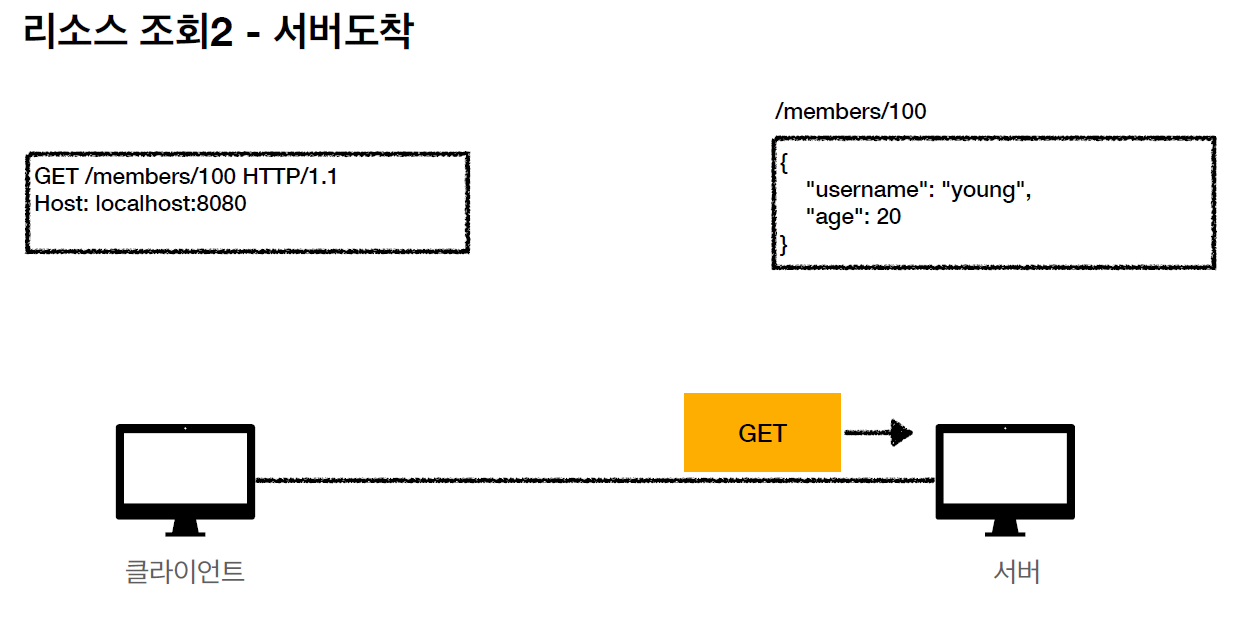 리소스 조회2 - 서버도착
/members/100
GET /members/100 HTTP/1.1
Host: localhost:8080
{
"username": "young",
"age": 20
}
GET
클라이언트
서버